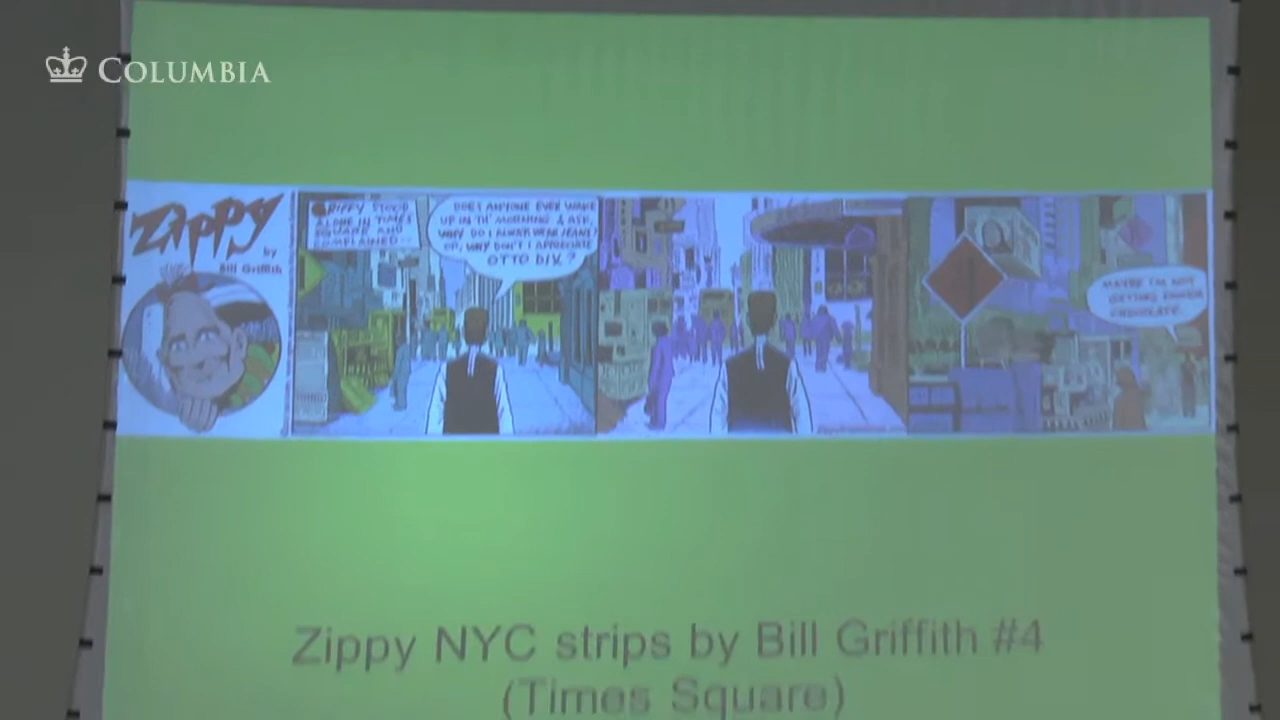 COLUMBIA
Zippy
by
Bill Griffith
GRIFFY STOOD
ALONE IN TIMES
SQUARE AND
COMPLAINED--
DOES ANYONE EVER WAKE
UP IN TH' MORNING & ASK,
WHY DO I ALWAYS WEAR JEANS?
OR, WHY DON'T I APPRECIATE
OTTO DIX?
MAYBE I'M NOT
GETTING ENOUGH
CHOCOLATE.
Zippy NYC strips by Bill Griffith #4
(Times Square)